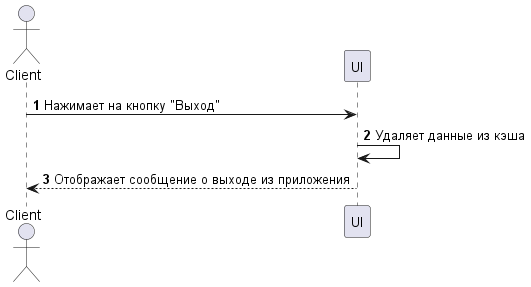 Client
UI
1 Нажимает на кнопку "Выход"
2 Удаляет данные из кэша
3 Отображает сообщение о выходе из приложения
Client
UI